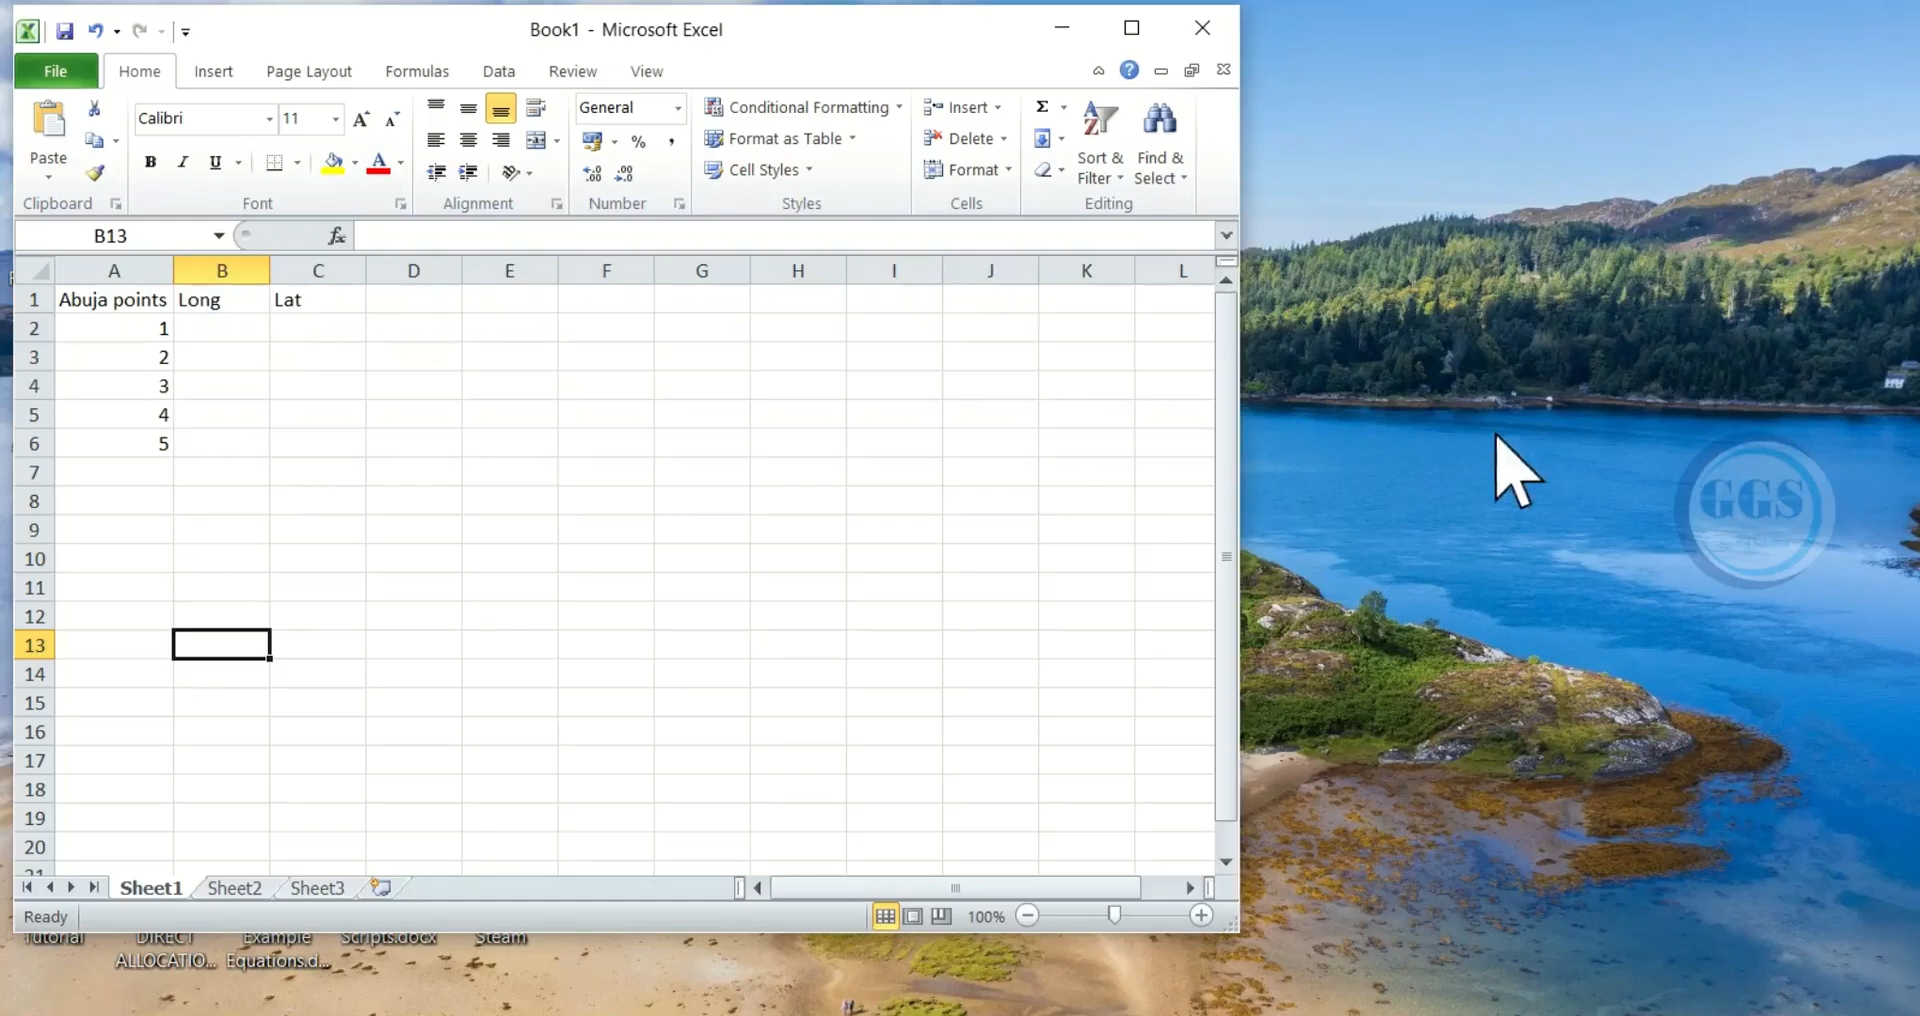 Book1 - Microsoft Excel
File Home Insert Page Layout Formulas Data Review View
Calibri 11 General Conditional Formatting Insert Σ
Paste Format as Table Delete Sort & Filter Find & Select
B I U A % , Cell Styles Format
Clipboard Font Alignment Number Styles Cells Editing
B13 fx
A B C D E F G H I J K L
1 Abuja points Long Lat
2 1
3 2
4 3
5 4
6 5
7
8
9
10
11
12
13
14
15
16
17
18
19
20
21
Sheet1 Sheet2 Sheet3
Ready 100%
Tutorial DIRECT Example Scripts.docx Steam
ALLOCATIO... Equations.d...
GGS